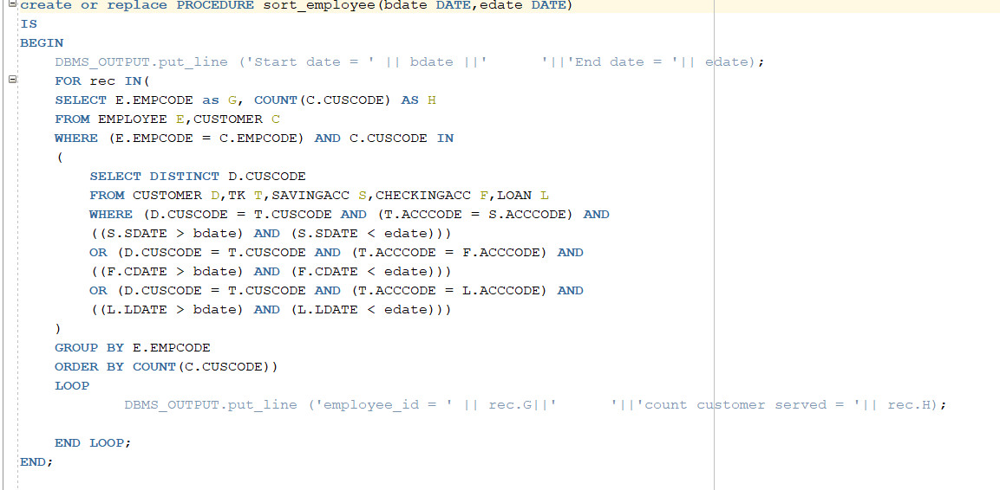 create or replace PROCEDURE sort_employee(bdate DATE,edate DATE)
IS
BEGIN
    DBMS_OUTPUT.put_line ('Start date = ' || bdate ||'      '||'End date = '|| edate);
    FOR rec IN(
    SELECT E.EMPCODE as G, COUNT(C.CUSCODE) AS H
    FROM EMPLOYEE E,CUSTOMER C
    WHERE (E.EMPCODE = C.EMPCODE) AND C.CUSCODE IN
    (
        SELECT DISTINCT D.CUSCODE
        FROM CUSTOMER D,TK T,SAVINGACC S,CHECKINGACC F,LOAN L
        WHERE (D.CUSCODE = T.CUSCODE AND (T.ACCCODE = S.ACCCODE) AND
        ((S.SDATE > bdate) AND (S.SDATE < edate)))
        OR (D.CUSCODE = T.CUSCODE AND (T.ACCCODE = F.ACCCODE) AND
        ((F.CDATE > bdate) AND (F.CDATE < edate)))
        OR (D.CUSCODE = T.CUSCODE AND (T.ACCCODE = L.ACCCODE) AND
        ((L.LDATE > bdate) AND (L.LDATE < edate)))
    )
    GROUP BY E.EMPCODE
    ORDER BY COUNT(C.CUSCODE))
    LOOP
            DBMS_OUTPUT.put_line ('employee_id = ' || rec.G||'      '||'count customer served = '|| rec.H);
    END LOOP;
END;